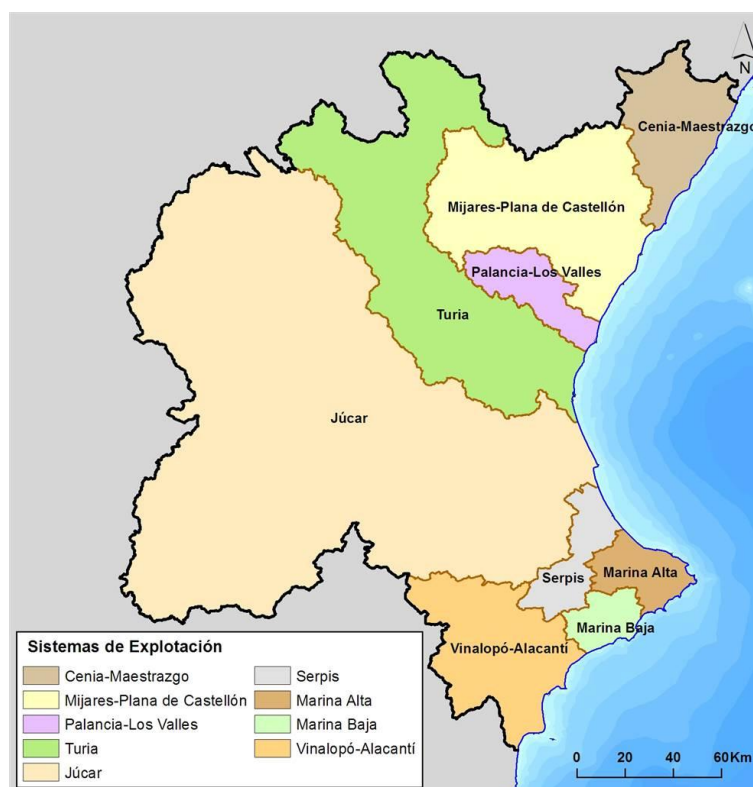 N
Cenia-Maestrazgo
Mijares-Plana de Castellón
Palancia-Los Valles
Turia
Júcar
Serpis
Marina Alta
Marina Baja
Vinalopó-Alacantí
Sistemas de Explotación
Cenia-Maestrazgo
Mijares-Plana de Castellón
Palancia-Los Valles
Turia
Júcar
Serpis
Marina Alta
Marina Baja
Vinalopó-Alacantí
0 20 40 60 Km